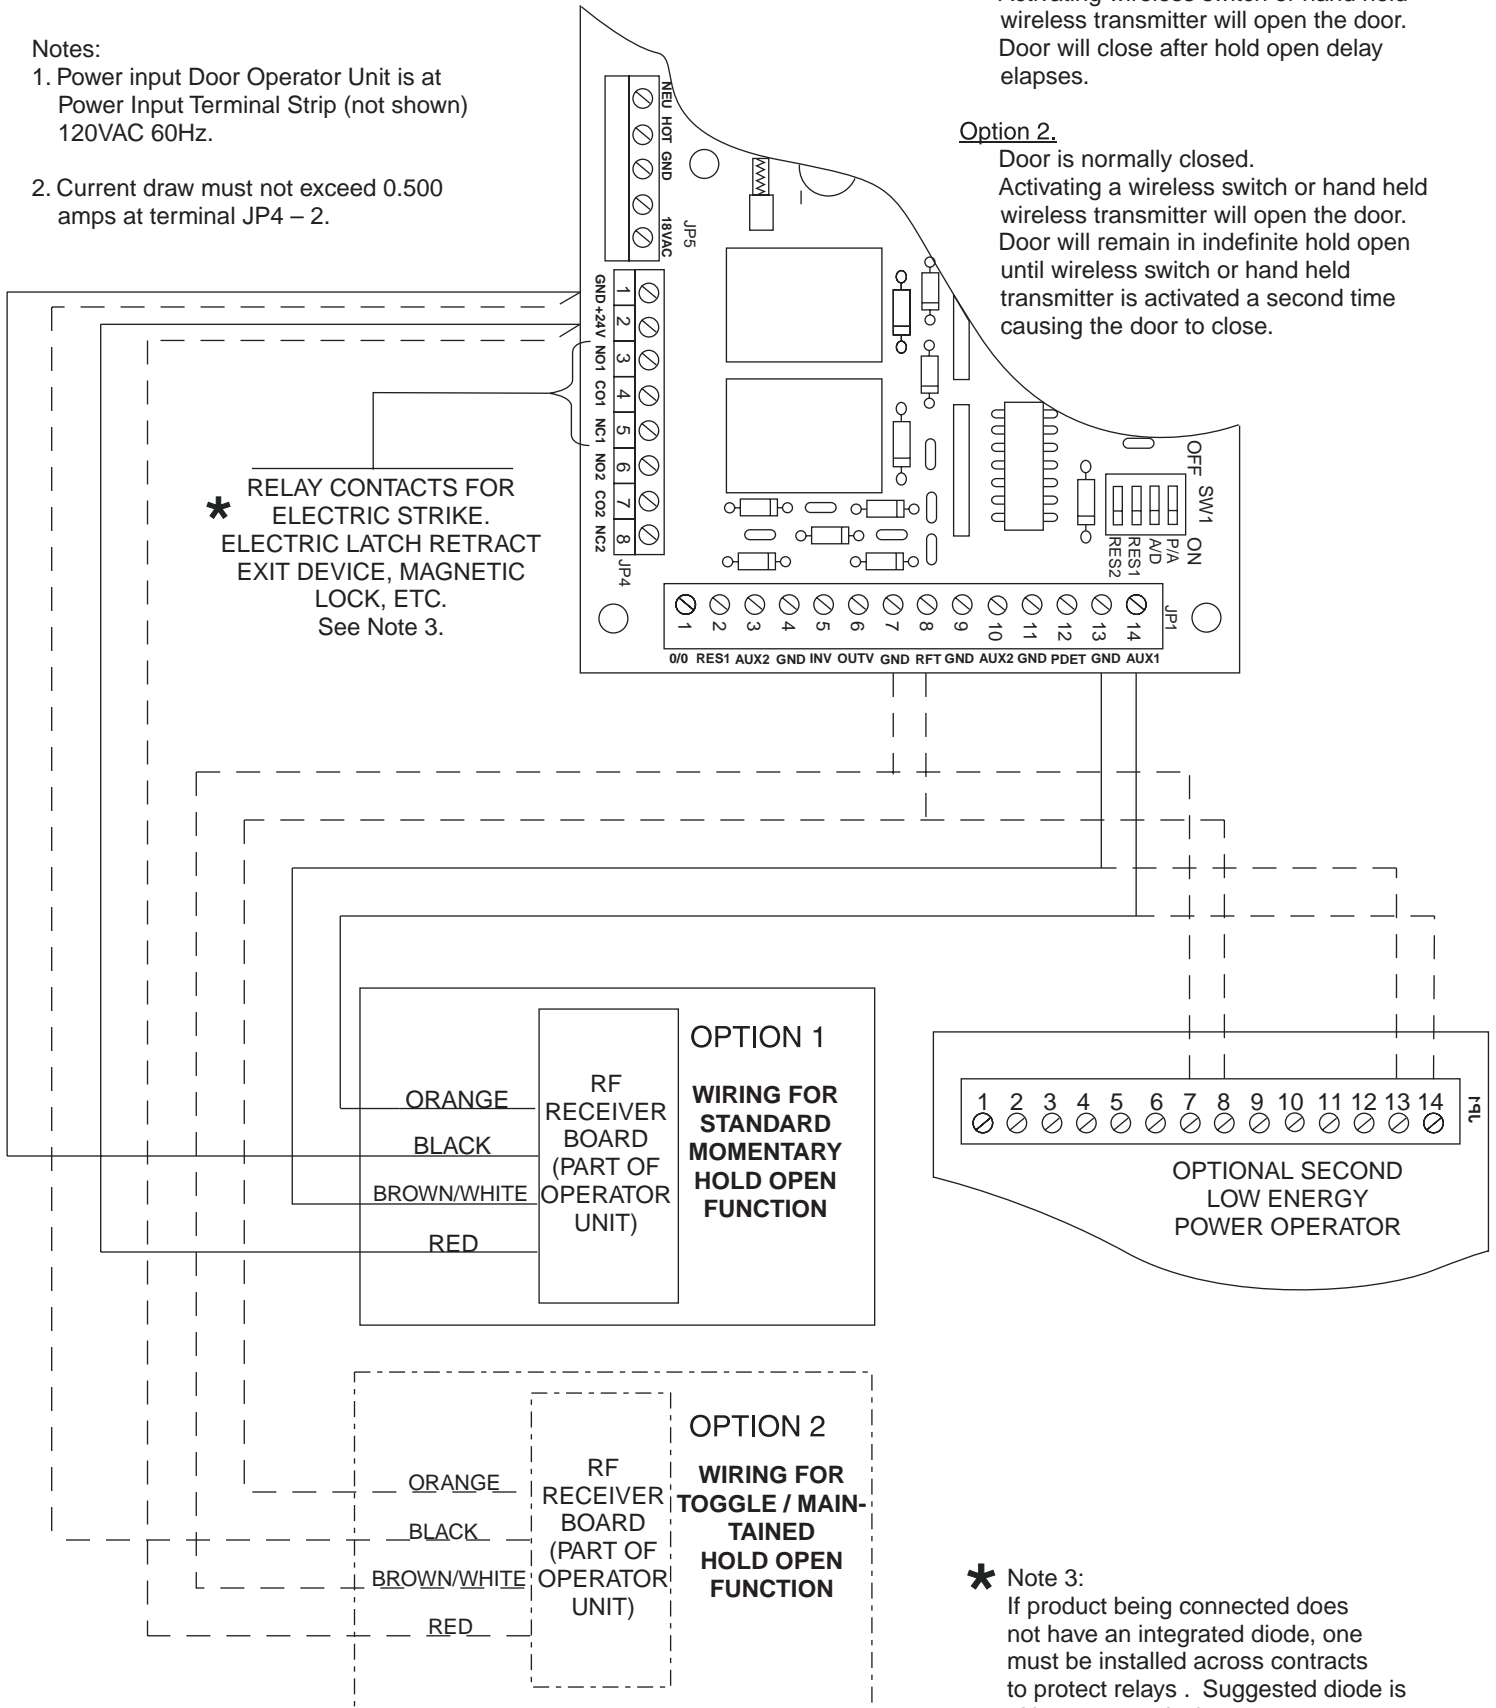 Notes:
1. Power input Door Operator Unit is at
Power Input Terminal Strip (not shown)
120VAC 60Hz.
2. Current draw must not exceed 0.500
amps at terminal JP4 – 2.
wireless transmitter will open the door.
Door will close after hold open delay
elapses.
Option 2.
Door is normally closed.
Activating a wireless switch or hand held
wireless transmitter will open the door.
Door will remain in indefinite hold open
until wireless switch or hand held
transmitter is activated a second time
causing the door to close.
NEU
HOT
GND
18VAC
JP5
GND
+24V
NO1
CO1
NC1
NO2
CO2
NC2
1
2
3
4
5
6
7
8
JP4
* RELAY CONTACTS FOR
ELECTRIC STRIKE.
ELECTRIC LATCH RETRACT
EXIT DEVICE, MAGNETIC
LOCK, ETC.
See Note 3.
OFF
SW1
ON
P/A
A/D
RES1
RES2
1 2 3 4 5 6 7 8 9 10 11 12 13 14
JP1
0/0 RES1 AUX2 GND INV OUTV GND RFT GND AUX2 GND PDET GND AUX1
OPTION 1
WIRING FOR
STANDARD
MOMENTARY
HOLD OPEN
FUNCTION
RF
RECEIVER
BOARD
(PART OF
OPERATOR
UNIT)
ORANGE
BLACK
BROWN/WHITE
RED
1 2 3 4 5 6 7 8 9 10 11 12 13 14
JP1
OPTIONAL SECOND
LOW ENERGY
POWER OPERATOR
OPTION 2
WIRING FOR
TOGGLE / MAIN-
TAINED
HOLD OPEN
FUNCTION
RF
RECEIVER
BOARD
(PART OF
OPERATOR
UNIT)
ORANGE
BLACK
BROWN/WHITE
RED
* Note 3:
If product being connected does
not have an integrated diode, one
must be installed across contracts
to protect relays . Suggested diode is